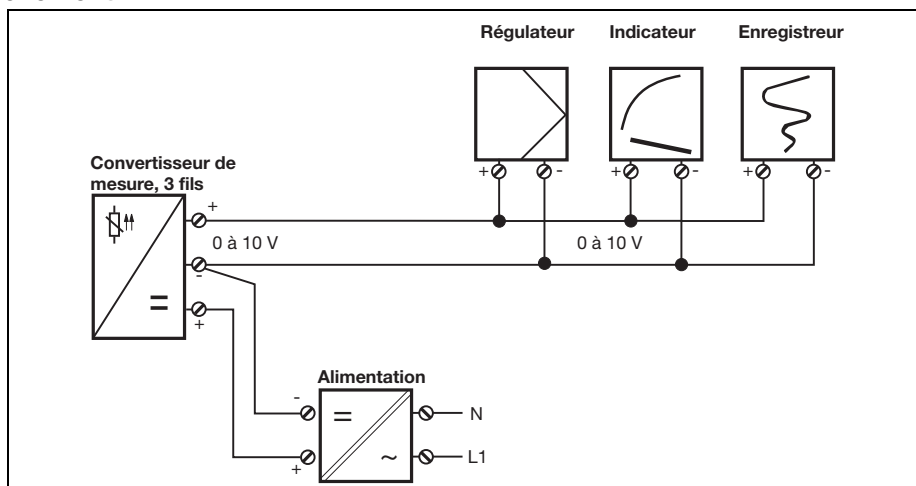 Régulateur Indicateur Enregistreur
+ - + - + -
Convertisseur de
mesure, 3 fils
+
0 à 10 V 0 à 10 V
-
=
+
Alimentation
- = N
+ ~ L1